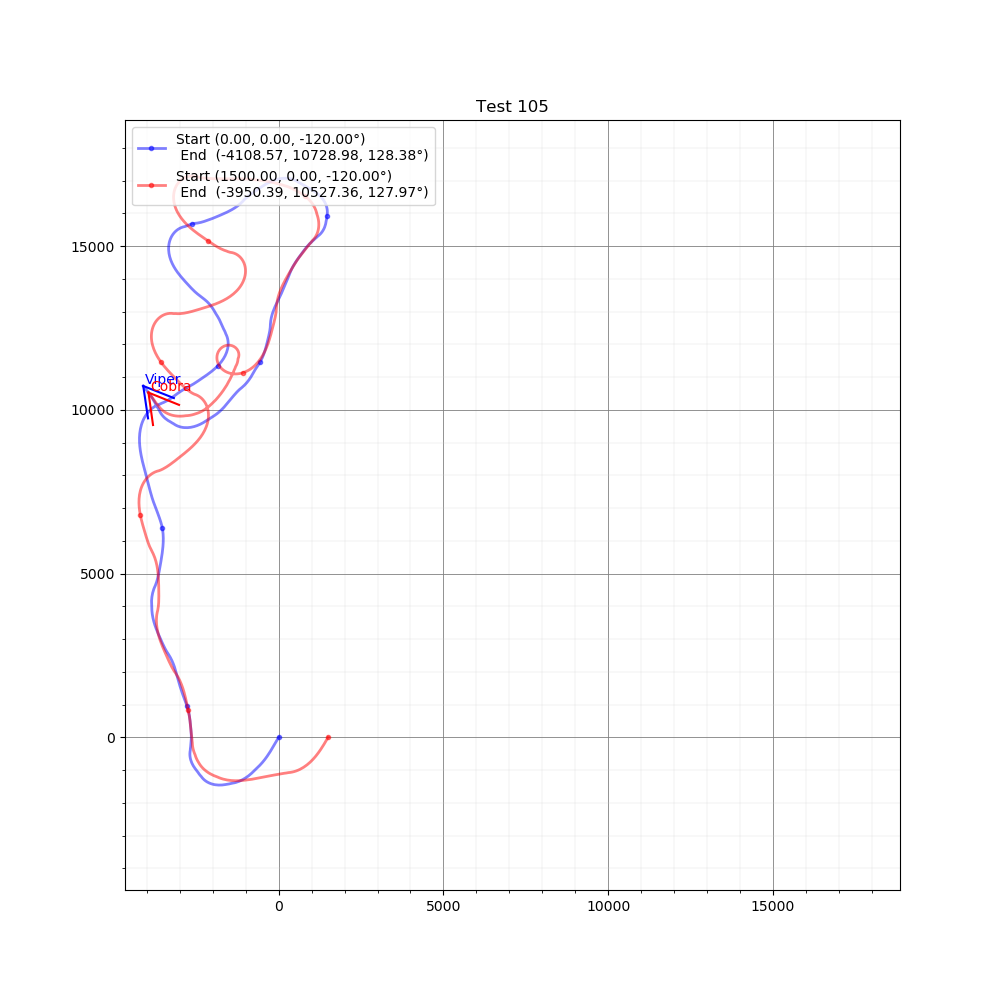 Test 105
Start (0.00, 0.00, -120.00°)
End (-4108.57, 10728.98, 128.38°)
Start (1500.00, 0.00, -120.00°)
End (-3950.39, 10527.36, 127.97°)
15000
Viper
Cobra
10000
5000
0
0 5000 10000 15000